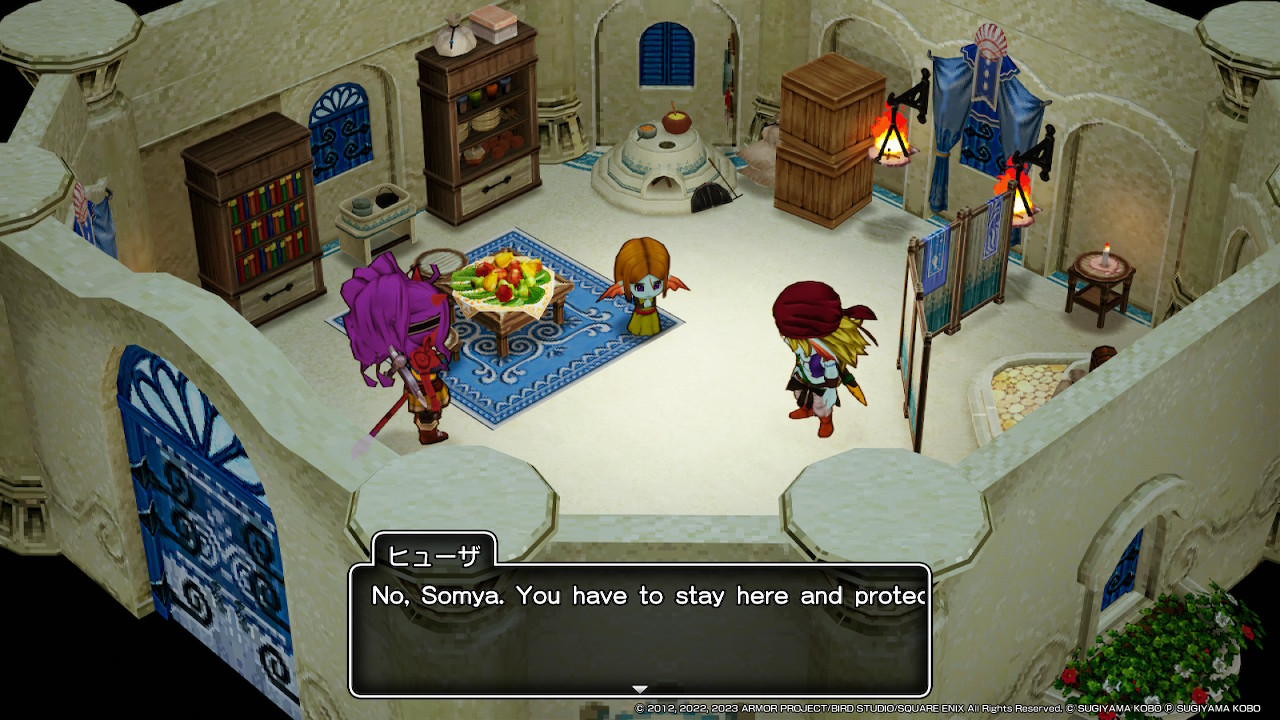 ヒューザ
No, Somya. You have to stay here and protec
© 2012, 2022, 2023 ARMOR PROJECT/BIRD STUDIO/SQUARE ENIX All Rights Reserved. © SUGIYAMA KOBO ℗ SUGIYAMA KOBO